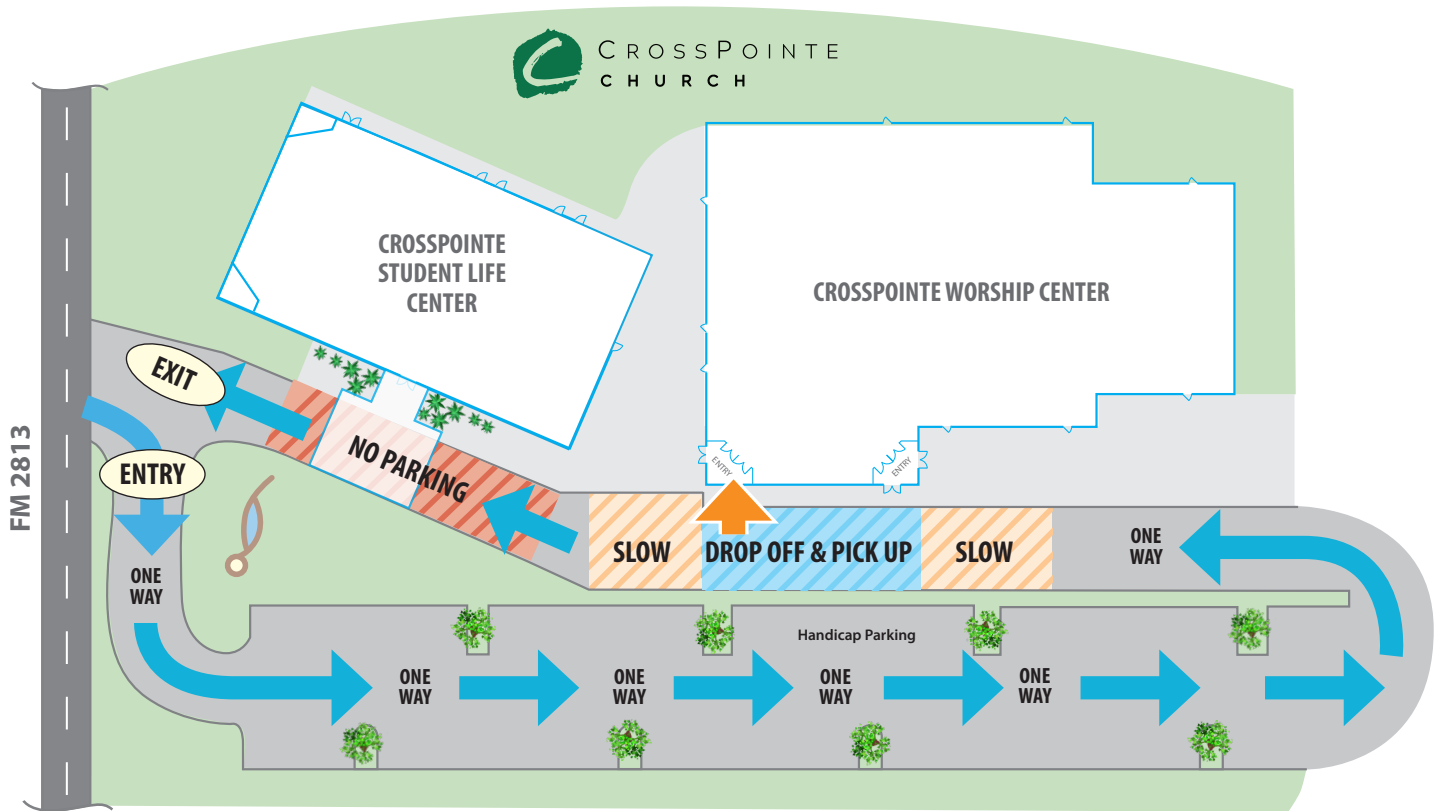 CROSSPOINTE
CHURCH
CROSSPOINTE
STUDENT LIFE
CENTER
CROSSPOINTE WORSHIP CENTER
EXIT
FM 2813
ENTRY
NO PARKING
ENTRY
ENTRY
SLOW
DROP OFF & PICK UP
SLOW
ONE
WAY
ONE
WAY
Handicap Parking
ONE
WAY
ONE
WAY
ONE
WAY
ONE
WAY